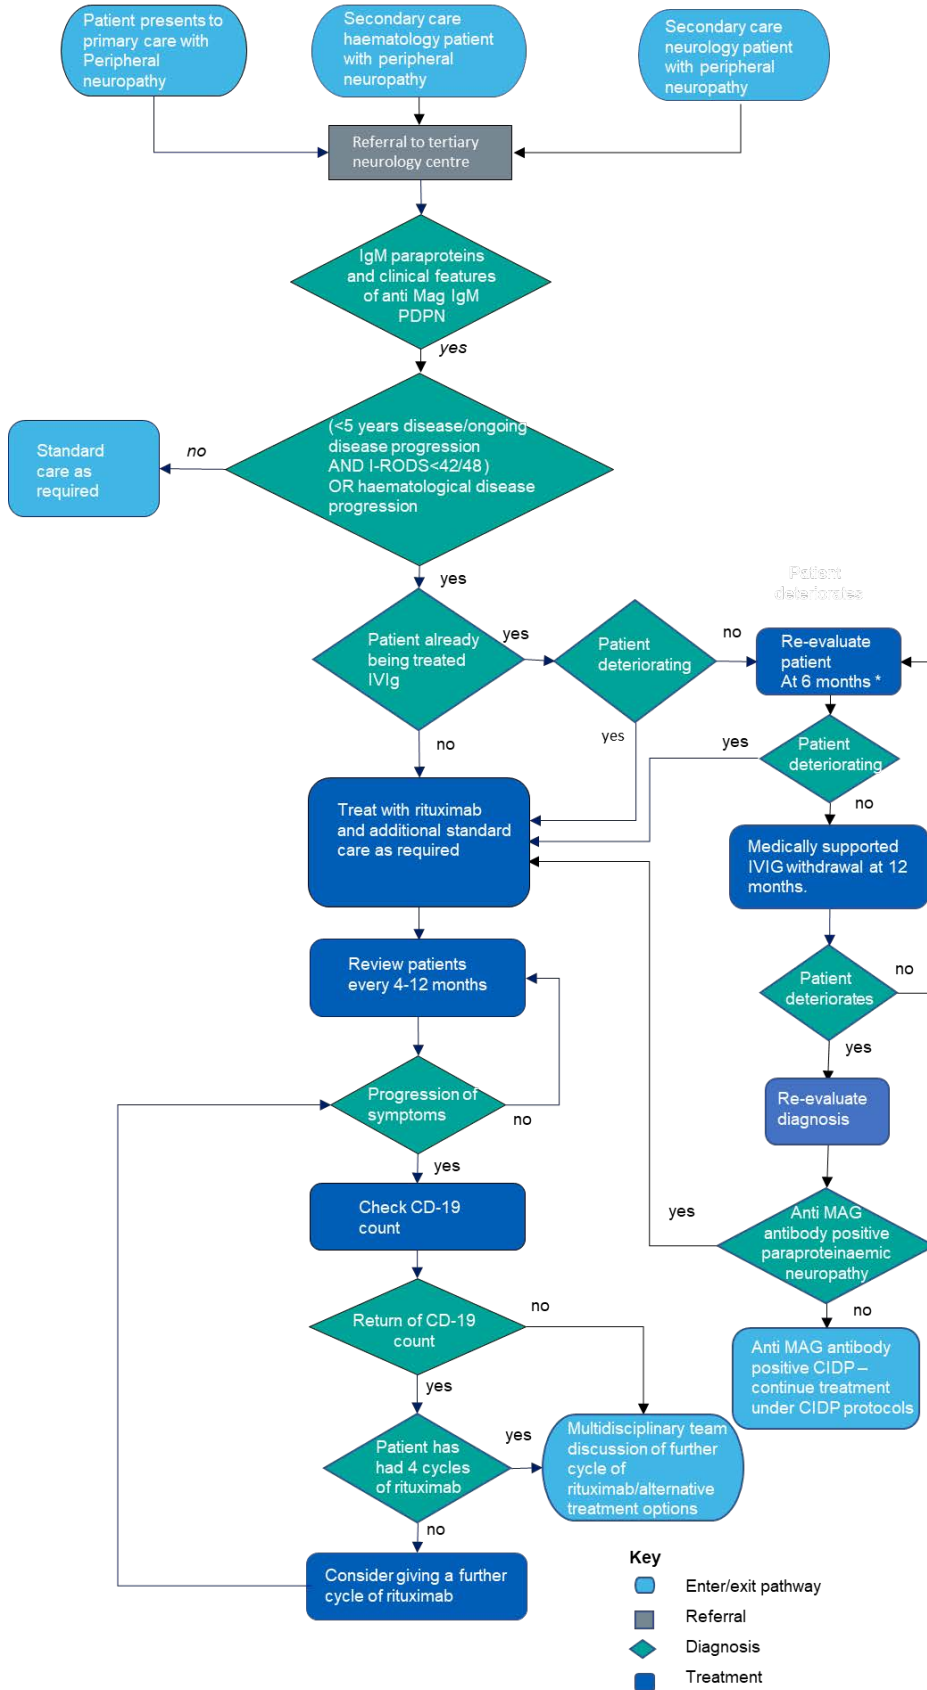 Patient presents to
primary care with
Peripheral
neuropathy
Secondary care
haematology patient
with peripheral
neuropathy
Secondary care
neurology patient
with peripheral
neuropathy
Referral to tertiary
neurology centre
IgM paraproteins
and clinical features
of anti Mag IgM
PDPN
yes
(<5 years disease/ongoing
disease progression
AND I-RODS<42/48)
OR haematological disease
progression
no
Standard
care as
required
yes
Patient already
being treated
IVIg
yes
Patient
deteriorating
no
Patient
deteriorates
Re-evaluate
patient
At 6 months *
yes
no
Patient
deteriorating
yes
no
Treat with rituximab
and additional standard
care as required
Medically supported
IVIG withdrawal at 12
months.
Review patients
every 4-12 months
Patient
deteriorates
no
yes
Progression of
symptoms
no
yes
Re-evaluate
diagnosis
Check CD-19
count
Anti MAG
antibody positive
paraproteinaemic
neuropathy
yes
no
Return of CD-19
count
no
yes
Anti MAG antibody
positive CIDP –
continue treatment
under CIDP protocols
Patient has
had 4 cycles
of rituximab
yes
no
Multidisciplinary team
discussion of further
cycle of
rituximab/alternative
treatment options
Consider giving a further
cycle of rituximab
Key
Enter/exit pathway
Referral
Diagnosis
Treatment